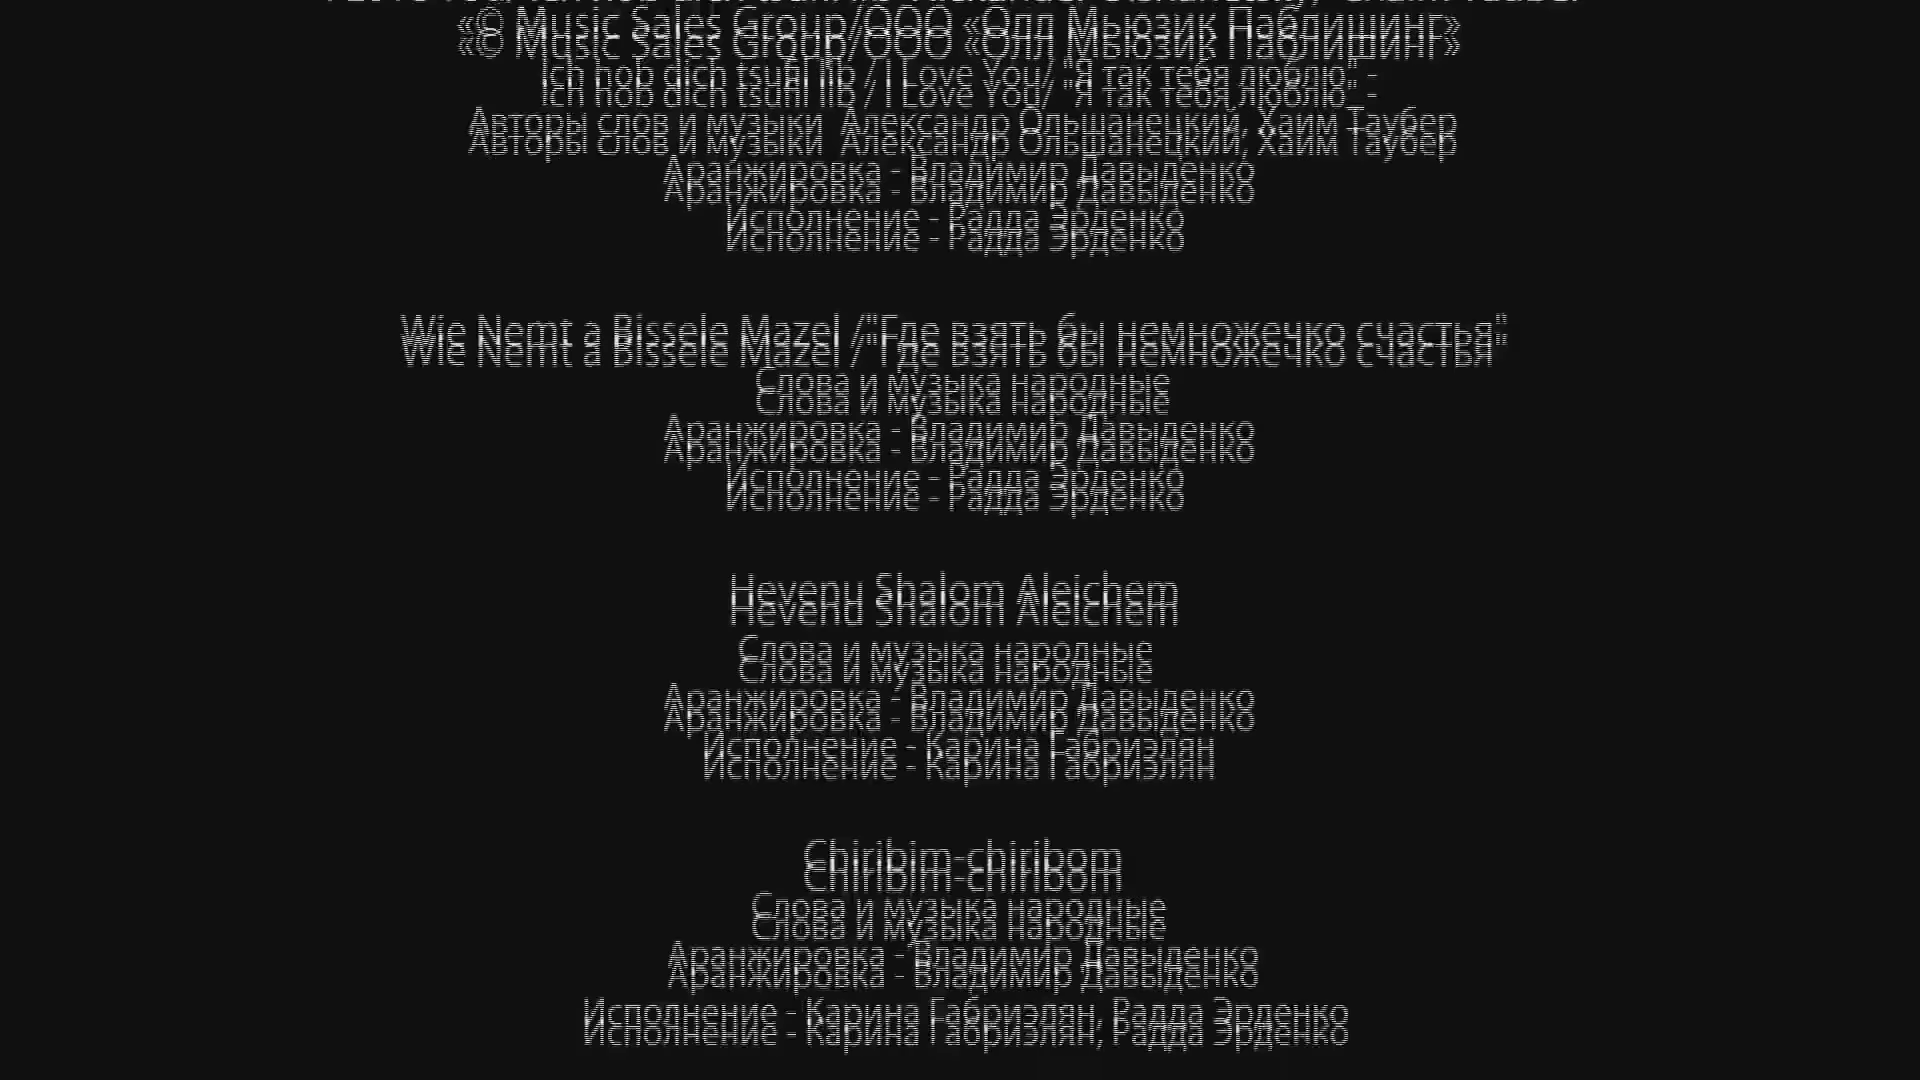 «© Music Sales Group/ООО «Олл Мьюзик Паблишинг»
Ich hob dich tsufil lib / I Love You/ "Я так тебя люблю" -
Авторы слов и музыки Александр Ольшанецкий, Хаим Таубер
Аранжировка - Владимир Давыденко
Исполнение - Радда Эрденко
Wie Nemt a Bissele Mazel /"Где взять бы немножечко счастья"
Слова и музыка народные
Аранжировка - Владимир Давыденко
Исполнение - Радда Эрденко
Hevenu Shalom Aleichem
Слова и музыка народные
Аранжировка - Владимир Давыденко
Исполнение - Карина Габриэлян
Chiribim-chiribom
Слова и музыка народные
Аранжировка - Владимир Давыденко
Исполнение - Карина Габриэлян, Радда Эрденко